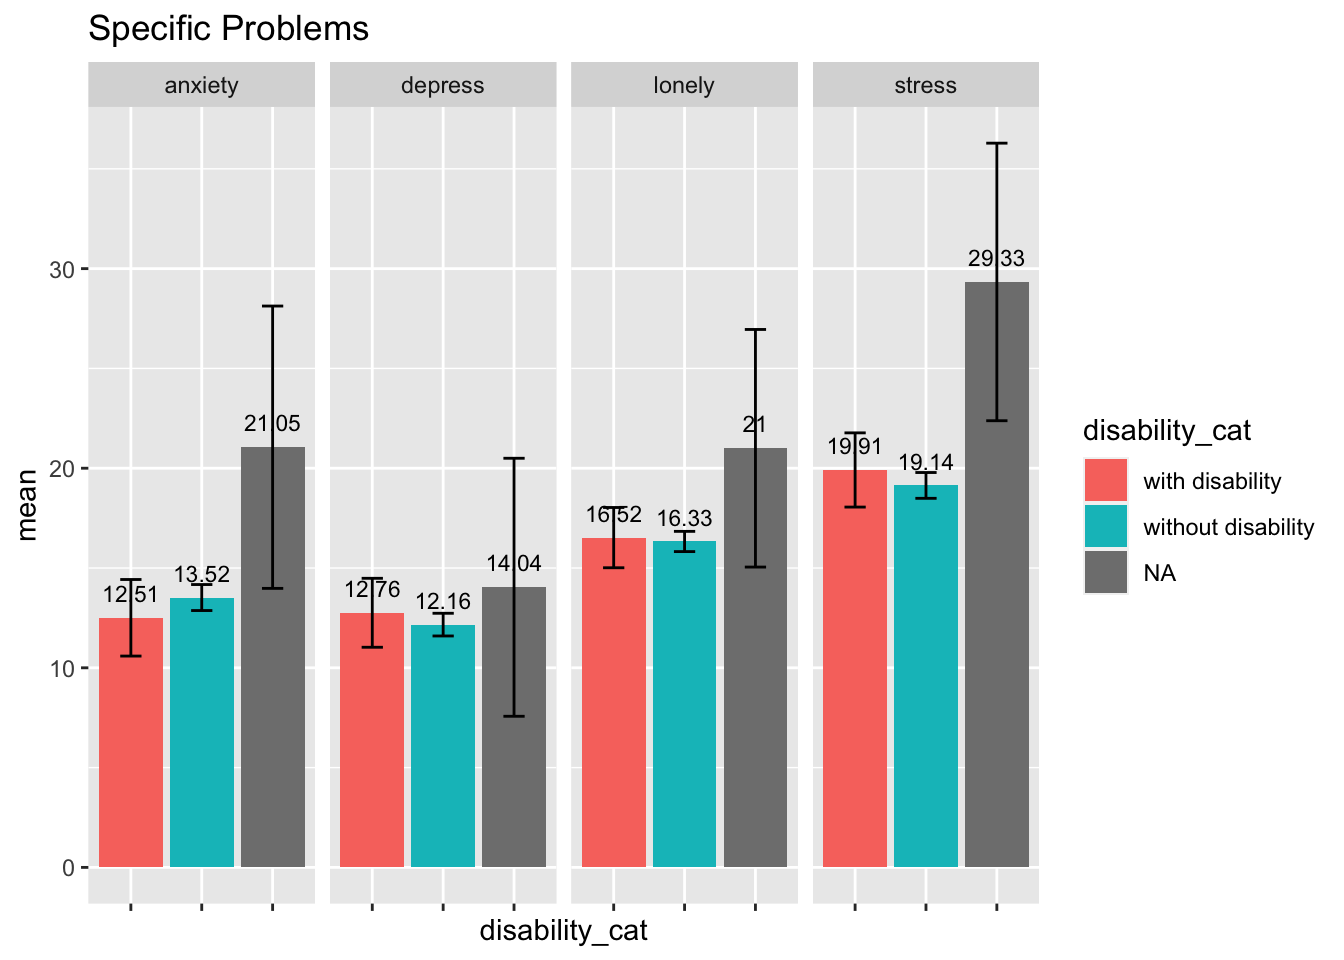 Specific Problems
anxiety
depress
lonely
stress
30
20
10
0
mean
12.51
13.52
21.05
12.76
12.16
14.04
16.52
16.33
21
19.91
19.14
29.33
disability_cat
disability_cat
with disability
without disability
NA